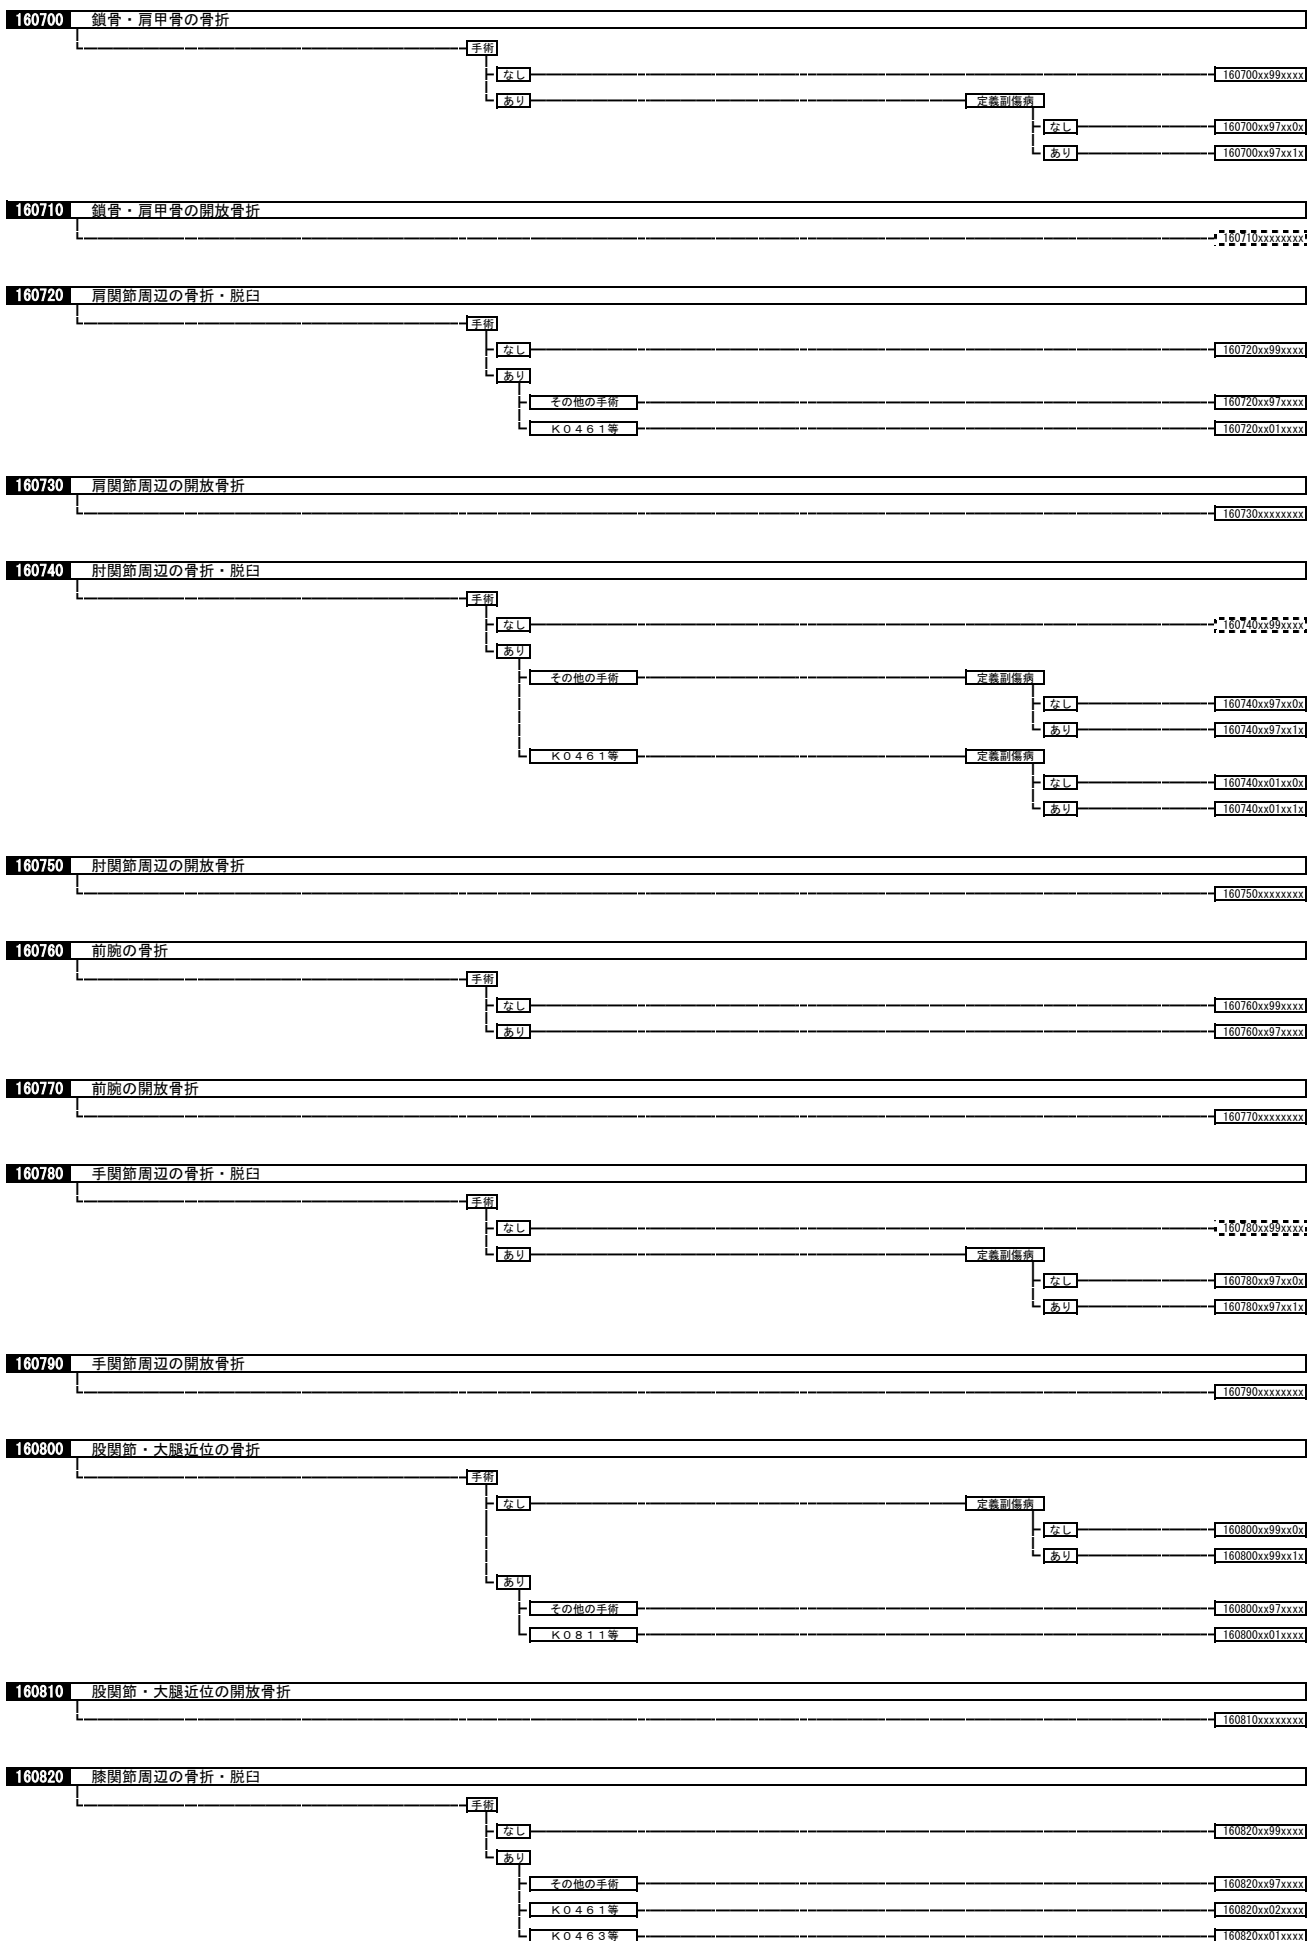 160700 鎖骨・肩甲骨の骨折
手術
なし 160700xx99xxxx
あり 定義副傷病
なし 160700xx97xx0x
あり 160700xx97xx1x
160710 鎖骨・肩甲骨の開放骨折
160710xxxxxxxx
160720 肩関節周辺の骨折・脱臼
手術
なし 160720xx99xxxx
あり
その他の手術 160720xx97xxxx
K0461等 160720xx01xxxx
160730 肩関節周辺の開放骨折
160730xxxxxxxx
160740 肘関節周辺の骨折・脱臼
手術
なし 160740xx99xxxx
あり
その他の手術 定義副傷病
なし 160740xx97xx0x
あり 160740xx97xx1x
K0461等 定義副傷病
なし 160740xx01xx0x
あり 160740xx01xx1x
160750 肘関節周辺の開放骨折
160750xxxxxxxx
160760 前腕の骨折
手術
なし 160760xx99xxxx
あり 160760xx97xxxx
160770 前腕の開放骨折
160770xxxxxxxx
160780 手関節周辺の骨折・脱臼
手術
なし 160780xx99xxxx
あり 定義副傷病
なし 160780xx97xx0x
あり 160780xx97xx1x
160790 手関節周辺の開放骨折
160790xxxxxxxx
160800 股関節・大腿近位の骨折
手術
なし 定義副傷病
なし 160800xx99xx0x
あり 160800xx99xx1x
あり
その他の手術 160800xx97xxxx
K0811等 160800xx01xxxx
160810 股関節・大腿近位の開放骨折
160810xxxxxxxx
160820 膝関節周辺の骨折・脱臼
手術
なし 160820xx99xxxx
あり
その他の手術 160820xx97xxxx
K0461等 160820xx02xxxx
K0463等 160820xx01xxxx